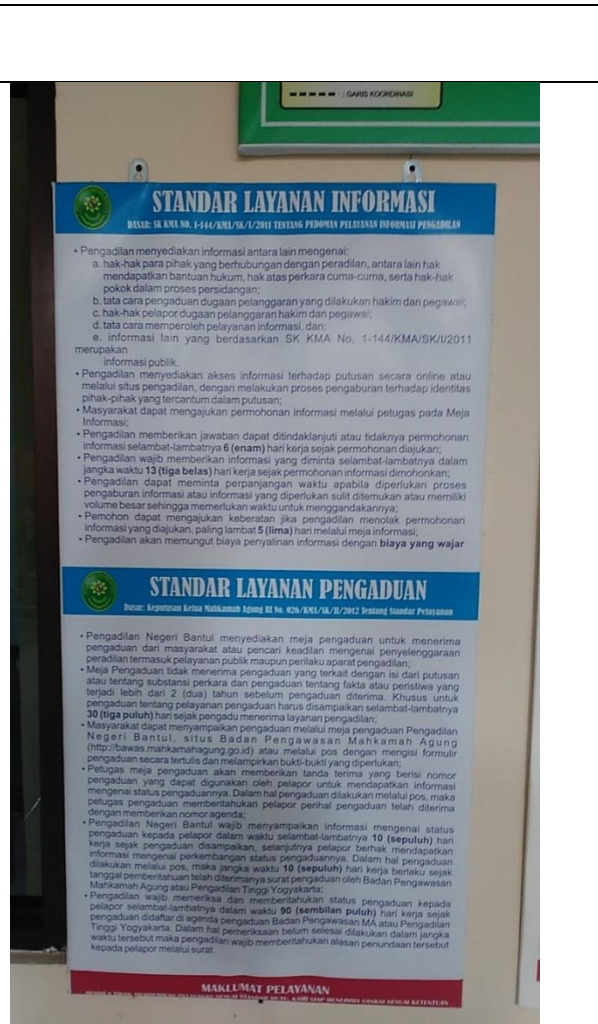 ----- : GARIS KOORDINASI
STANDAR LAYANAN INFORMASI
DASAR: SK KMA NO. 1-144/KMA/SK/I/2011 TENTANG PEDOMAN PELAYANAN INFORMASI PENGADILAN
• Pengadilan menyediakan informasi antara lain mengenai:
a. hak-hak para pihak yang berhubungan dengan peradilan, antara lain hak
mendapatkan bantuan hukum, hak atas perkara cuma-cuma, serta hak-hak
pokok dalam proses persidangan;
b. tata cara pengaduan dugaan pelanggaran yang dilakukan hakim dan pegawai;
c. hak-hak pelapor dugaan pelanggaran hakim dan pegawai;
d. tata cara memperoleh pelayanan informasi, dan;
e. informasi lain yang berdasarkan SK KMA No. 1-144/KMA/SK/I/2011
merupakan
informasi publik.
• Pengadilan menyediakan akses informasi terhadap putusan secara online atau
melalui situs pengadilan, dengan melakukan proses pengaburan terhadap identitas
pihak-pihak yang tercantum dalam putusan;
• Masyarakat dapat mengajukan permohonan informasi melalui petugas pada Meja
Informasi;
• Pengadilan memberikan jawaban dapat ditindaklanjuti atau tidaknya permohonan
informasi selambat-lambatnya 6 (enam) hari kerja sejak permohonan diajukan;
• Pengadilan wajib memberikan informasi yang diminta selambat-lambatnya dalam
jangka waktu 13 (tiga belas) hari kerja sejak permohonan informasi dimohonkan;
• Pengadilan dapat meminta perpanjangan waktu apabila diperlukan proses
pengaburan informasi atau informasi yang diperlukan sulit ditemukan atau memiliki
volume besar sehingga memerlukan waktu untuk menggandakannya;
• Pemohon dapat mengajukan keberatan jika pengadilan menolak permohonan
informasi yang diajukan, paling lambat 5 (lima) hari melalui meja informasi;
• Pengadilan akan memungut biaya penyalinan informasi dengan biaya yang wajar
STANDAR LAYANAN PENGADUAN
Dasar: Keputusan Ketua Mahkamah Agung RI No. 026/KMA/SK/II/2012 Tentang Standar Pelayanan
• Pengadilan Negeri Bantul menyediakan meja pengaduan untuk menerima
pengaduan dari masyarakat atau pencari keadilan mengenai penyelenggaraan
peradilan termasuk pelayanan publik maupun perilaku aparat pengadilan;
• Meja Pengaduan tidak menerima pengaduan yang terkait dengan isi dari putusan
atau tentang substansi perkara dan pengaduan tentang fakta atau peristiwa yang
terjadi lebih dari 2 (dua) tahun sebelum pengaduan diterima. Khusus untuk
pengaduan tentang pelayanan pengaduan harus disampaikan selambat-lambatnya
30 (tiga puluh) hari sejak pengadu menerima layanan pengadilan;
• Masyarakat dapat menyampaikan pengaduan melalui meja pengaduan Pengadilan
Negeri Bantul, situs Badan Pengawasan Mahkamah Agung
(http://bawas.mahkamahagung.go.id) atau melalui pos dengan mengisi formulir
pengaduan secara tertulis dan melampirkan bukti-bukti yang diperlukan;
• Petugas meja pengaduan akan memberikan tanda terima yang berisi nomor
pengaduan yang dapat digunakan oleh pelapor untuk mendapatkan informasi
mengenai status pengaduannya. Dalam hal pengaduan dilakukan melalui pos, maka
petugas pengaduan memberitahukan pelapor perihal pengaduan telah diterima
dengan memberikan nomor agenda;
• Pengadilan Negeri Bantul wajib menyampaikan informasi mengenai status
pengaduan kepada pelapor dalam waktu selambat-lambatnya 10 (sepuluh) hari
kerja sejak pengaduan disampaikan, selanjutnya pelapor berhak mendapatkan
informasi mengenai perkembangan status pengaduannya. Dalam hal pengaduan
dilakukan melalui pos, maka jangka waktu 10 (sepuluh) hari kerja berlaku sejak
tanggal pemberitahuan telah diterimanya surat pengaduan oleh Badan Pengawasan
Mahkamah Agung atau Pengadilan Tinggi Yogyakarta;
• Pengadilan wajib memeriksa dan memberitahukan status pengaduan kepada
pelapor selambat-lambatnya dalam waktu 90 (sembilan puluh) hari kerja sejak
pengaduan didaftar di agenda pengaduan Badan Pengawasan MA atau Pengadilan
Tinggi Yogyakarta. Dalam hal pemeriksaan belum selesai dilakukan dalam jangka
waktu tersebut maka pengadilan wajib memberitahukan alasan penundaan tersebut
kepada pelapor melalui surat.
MAKLUMAT PELAYANAN